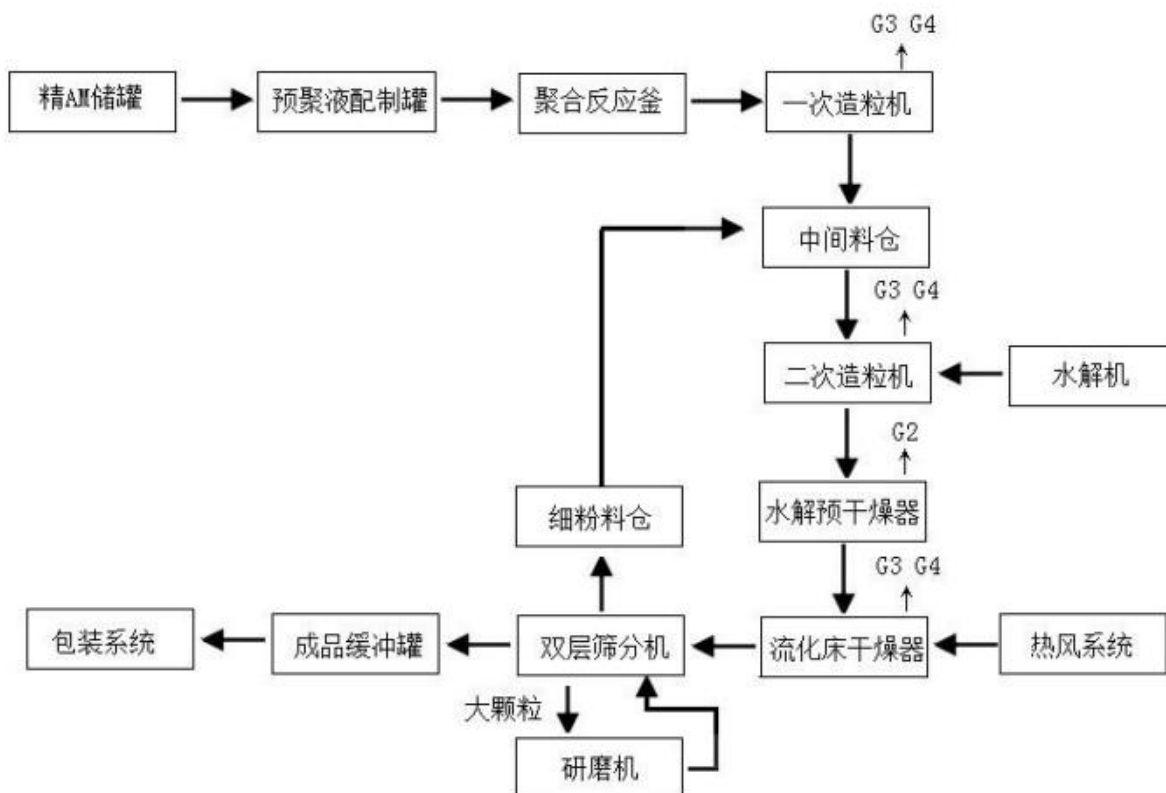 G3 G4
精AM储罐
预聚液配制罐
聚合反应釜
一次造粒机
中间料仓
G3 G4
二次造粒机
水解机
G2
细粉料仓
水解预干燥器
G3 G4
包装系统
成品缓冲罐
双层筛分机
流化床干燥器
热风系统
大颗粒
研磨机